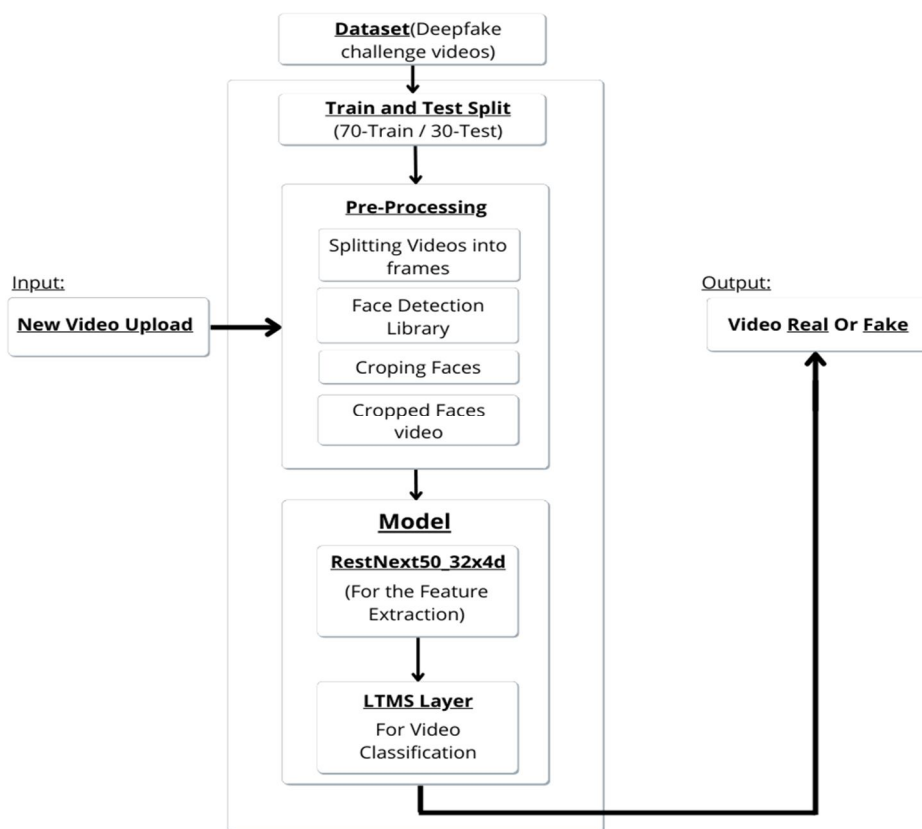 Dataset(Deepfake
challenge videos)
Train and Test Split
(70-Train / 30-Test)
Pre-Processing
Splitting Videos into
frames
Face Detection
Library
Croping Faces
Cropped Faces
video
Input:
New Video Upload
Output:
Video Real Or Fake
Model
RestNext50_32x4d
(For the Feature
Extraction)
LTMS Layer
For Video
Classification